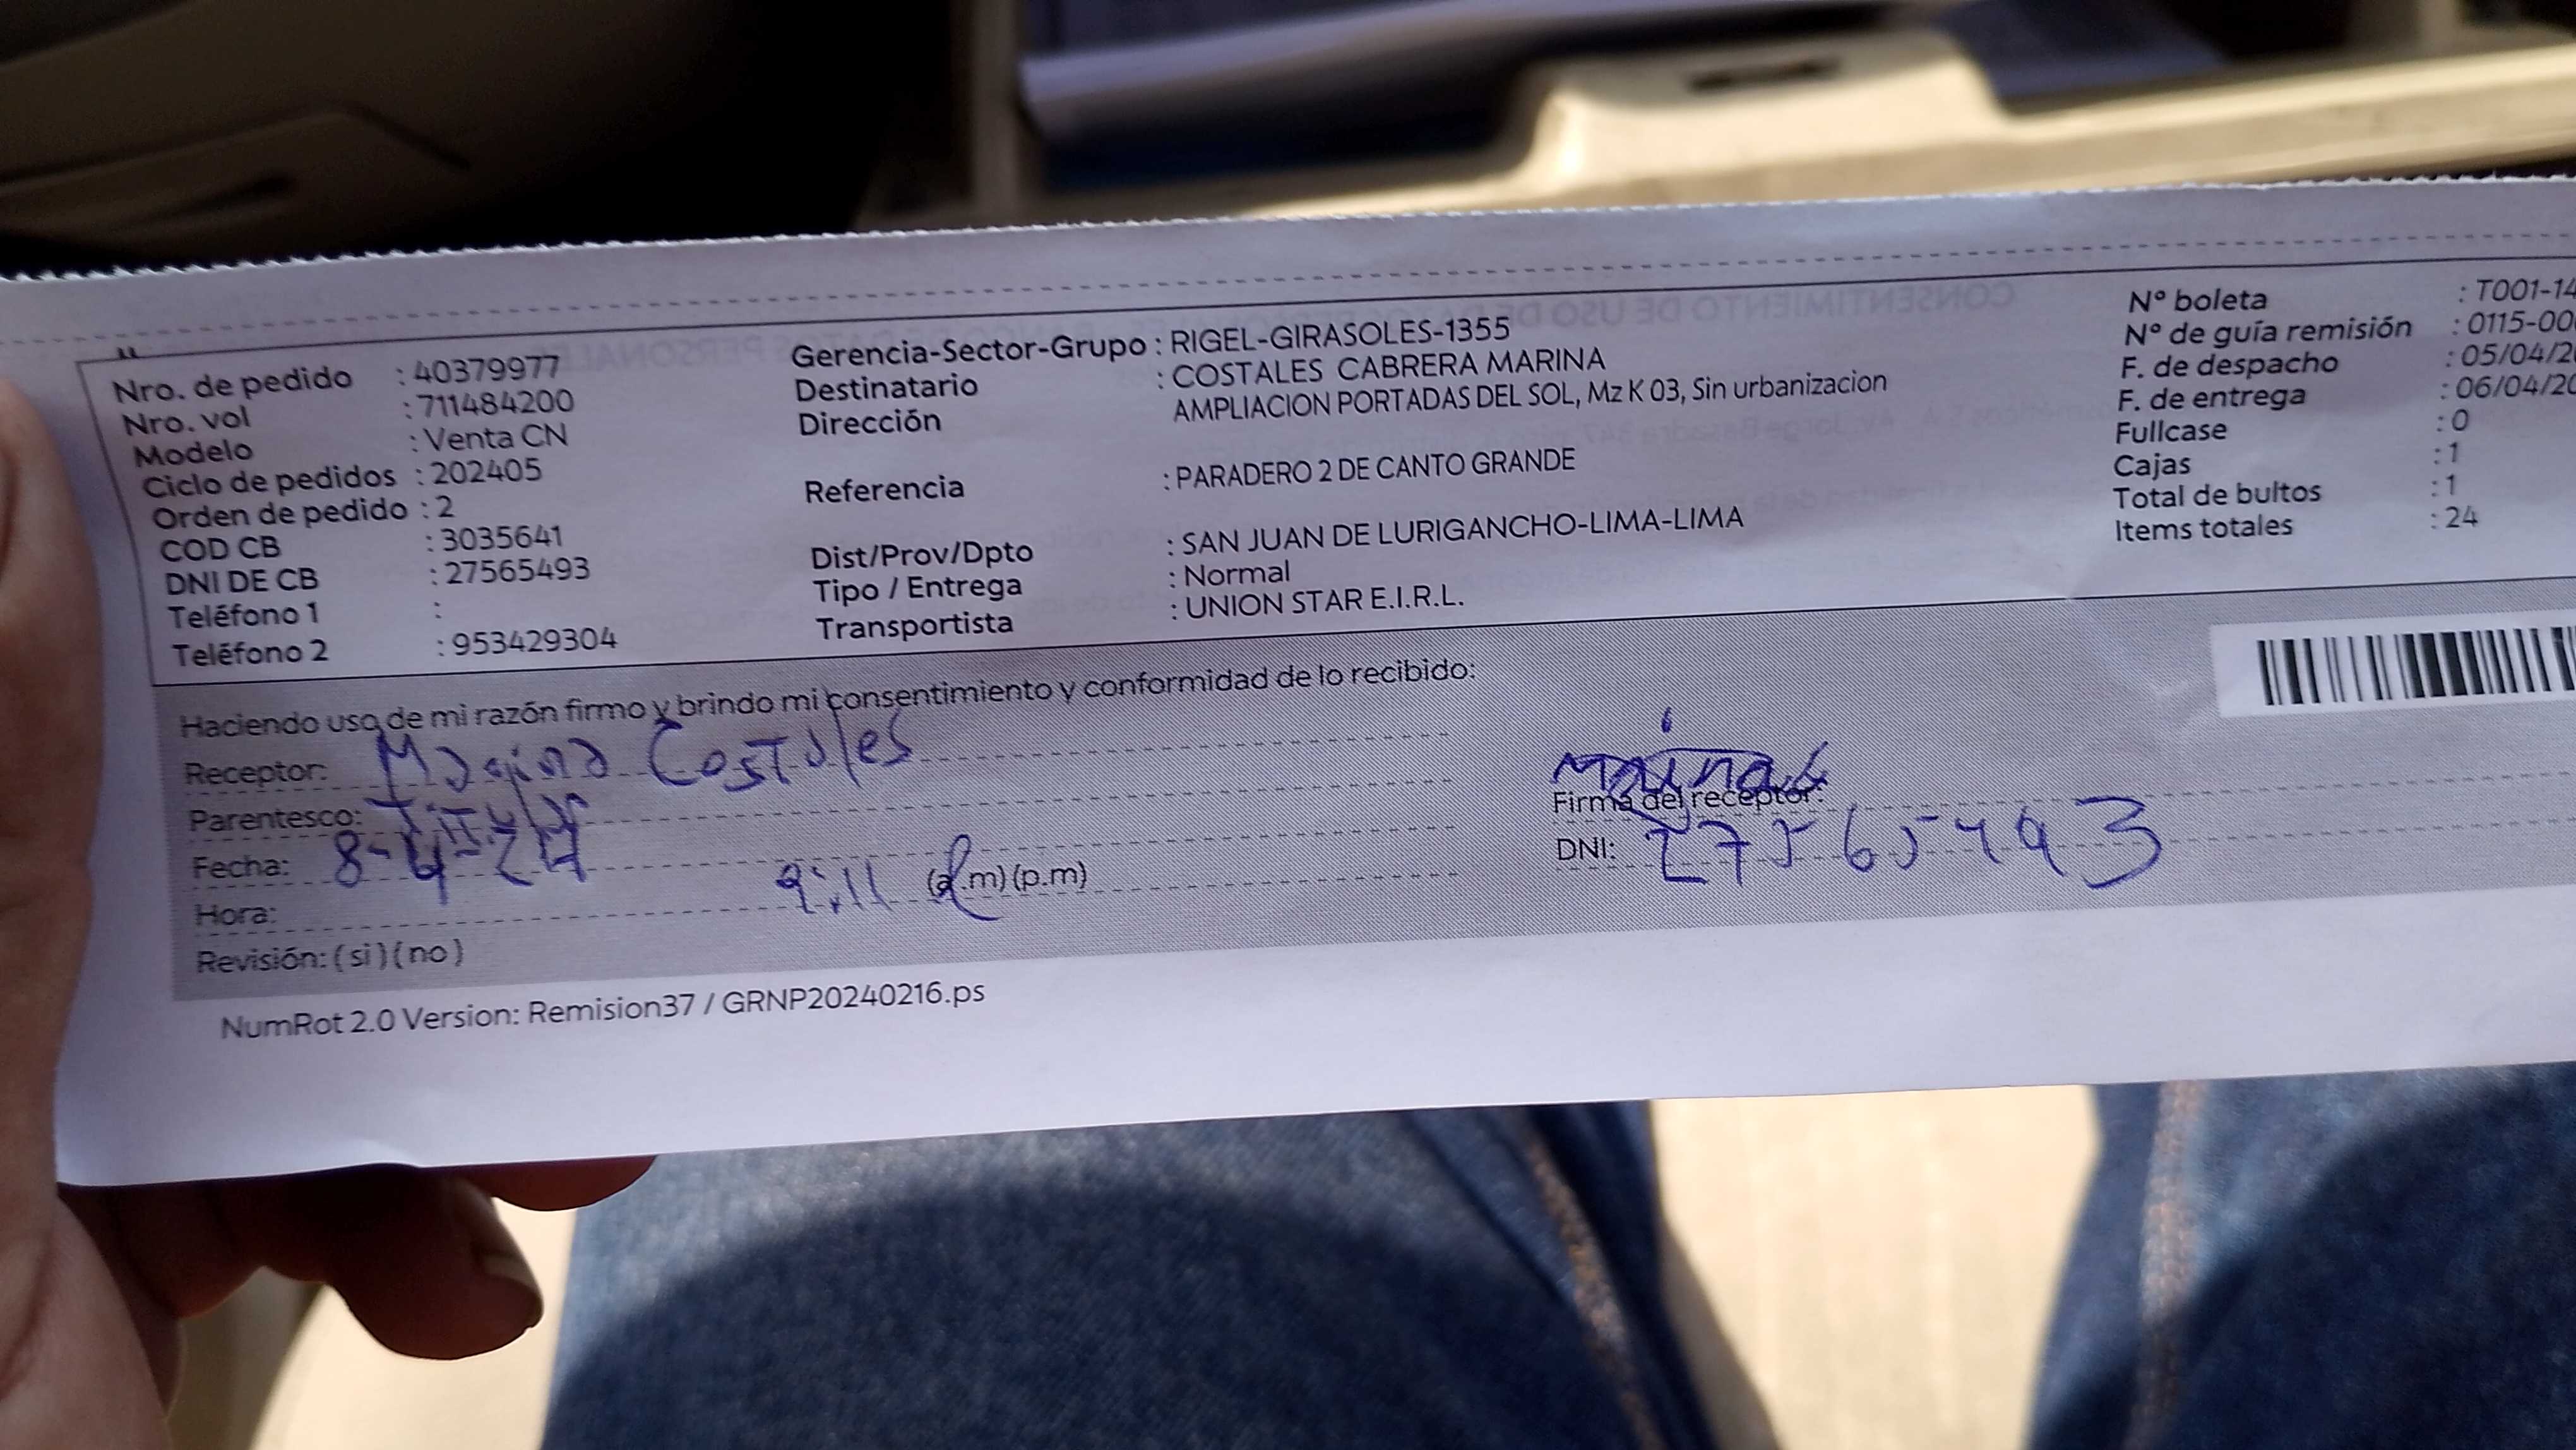 Nro. de pedido : 40379977
Nro. vol : 711484200
Modelo : Venta CN
Ciclo de pedidos : 202405
Orden de pedido : 2
COD CB : 3035641
DNI DE CB : 27565493
Teléfono 1 :
Teléfono 2 : 953429304
Gerencia-Sector-Grupo : RIGEL-GIRASOLES-1355
Destinatario : COSTALES CABRERA MARINA
Dirección AMPLIACION PORTADAS DEL SOL, Mz K 03, Sin urbanizacion
Referencia : PARADERO 2 DE CANTO GRANDE
Dist/Prov/Dpto : SAN JUAN DE LURIGANCHO-LIMA-LIMA
Tipo / Entrega : Normal
Transportista : UNION STAR E.I.R.L.
N° boleta : T001-14
N° de guía remisión : 0115-00
F. de despacho : 05/04/2
F. de entrega : 06/04/20
Fullcase : 0
Cajas : 1
Total de bultos : 1
Items totales : 24
Haciendo uso de mi razón firmo y brindo mi consentimiento y conformidad de lo recibido:
Receptor: Marina Costales
Parentesco: Titular
Fecha: 8-4-24
Hora: 9:11 (a.m) (p.m)
Revisión: ( si ) ( no )
Firma del receptor:
DNI: 27565493
NumRot 2.0 Version: Remision37 / GRNP20240216.ps